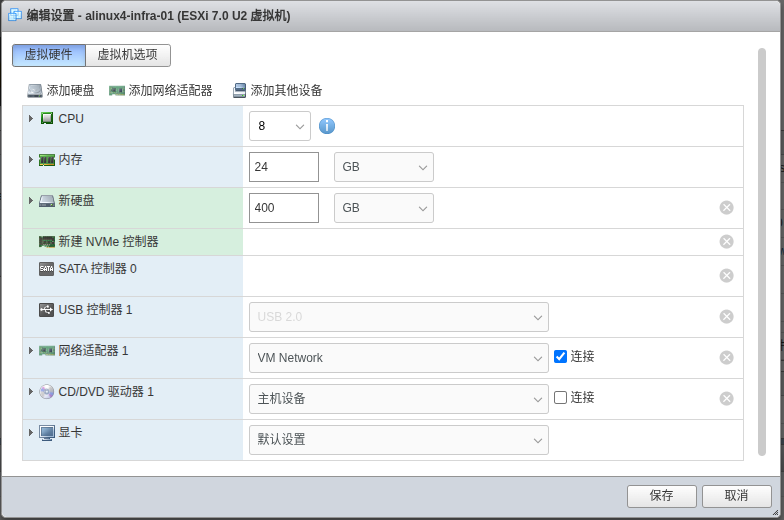 编辑设置 - alinux4-infra-01 (ESXi 7.0 U2 虚拟机)
虚拟硬件 虚拟机选项
添加硬盘 添加网络适配器 添加其他设备
CPU 8
内存 24 GB
新硬盘 400 GB
新建 NVMe 控制器
SATA SATA 控制器 0
USB 控制器 1 USB 2.0
网络适配器 1 VM Network 连接
CD/DVD 驱动器 1 主机设备 连接
显卡 默认设置
保存 取消